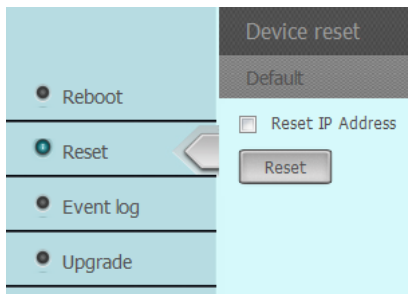 Device reset
Default
Reboot
Reset IP Address
Reset
Reset
Event log
Upgrade